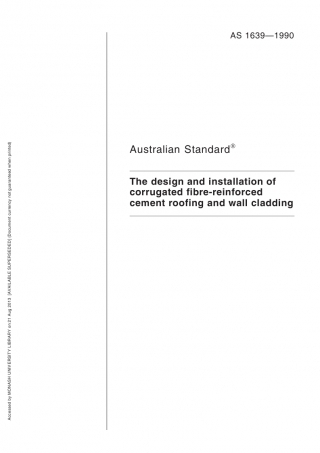 AS 1639—1990
Australian Standard®
The design and installation of
corrugated fibre-reinforced
cement roofing and wall cladding
Accessed by MONASH UNIVERSITY LIBRARY on 21 Aug 2013 [AVAILABLE SUPERSEDED] (Document currency not guaranteed when printed)